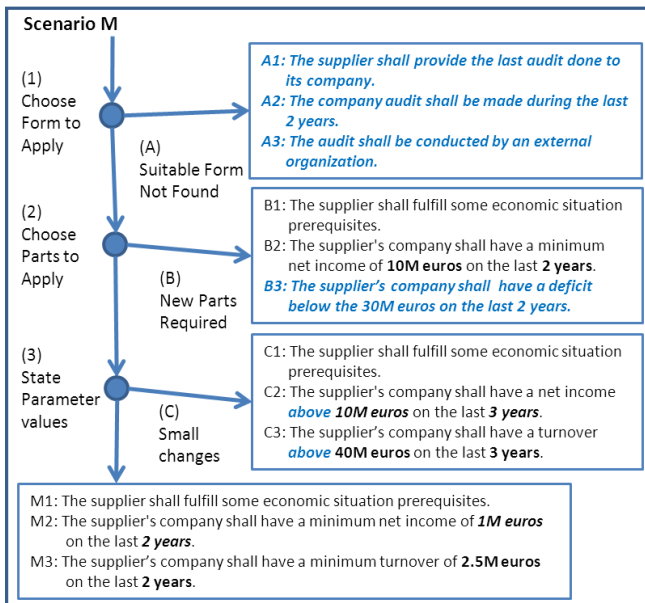 Scenario M
(1)
Choose
Form to
Apply
A1: The supplier shall provide the last audit done to
its company.
A2: The company audit shall be made during the last
2 years.
A3: The audit shall be conducted by an external
organization.
(A)
Suitable Form
Not Found
(2)
Choose
Parts to
Apply
B1: The supplier shall fulfill some economic situation
prerequisites.
B2: The supplier's company shall have a minimum
net income of 10M euros on the last 2 years.
B3: The supplier’s company shall have a deficit
below the 30M euros on the last 2 years.
(B)
New Parts
Required
(3)
State
Parameter
values
C1: The supplier shall fulfill some economic situation
prerequisites.
C2: The supplier's company shall have a net income
above 10M euros on the last 3 years.
C3: The supplier’s company shall have a turnover
above 40M euros on the last 3 years.
(C)
Small
changes
M1: The supplier shall fulfill some economic situation prerequisites.
M2: The supplier's company shall have a minimum net income of 1M euros
on the last 2 years.
M3: The supplier’s company shall have a minimum turnover of 2.5M euros
on the last 2 years.